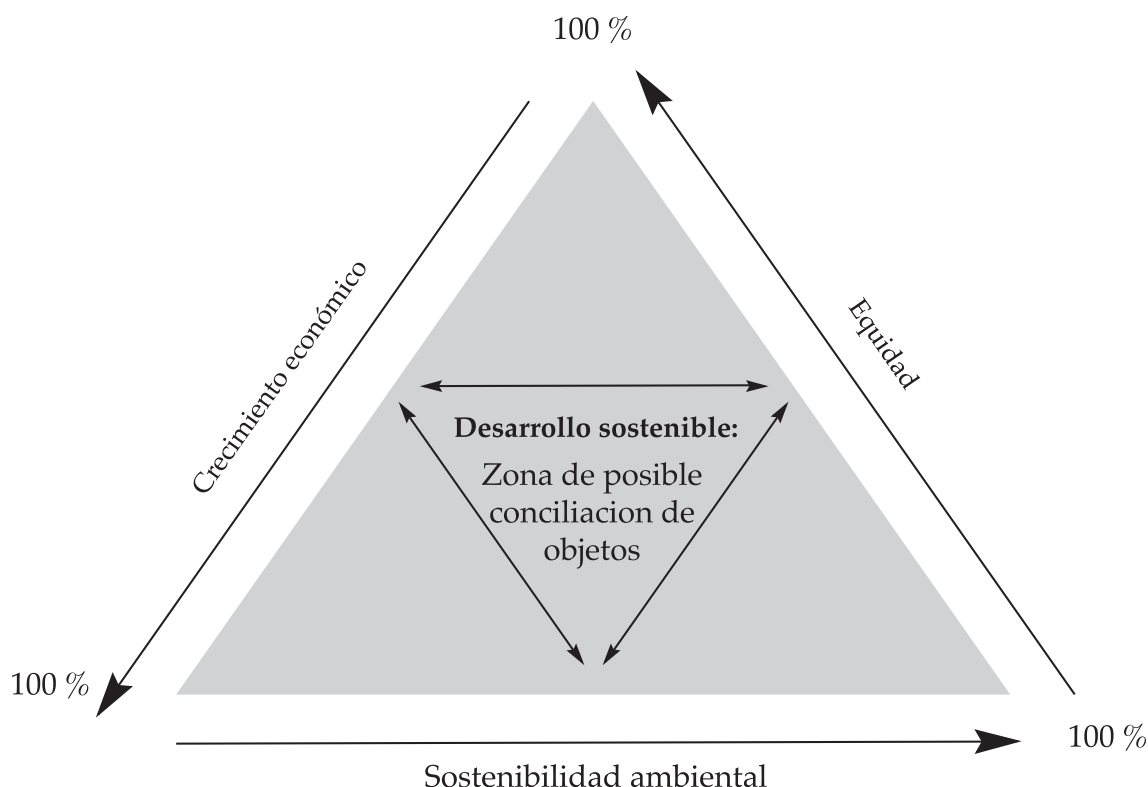 100 %
Crecimiento económico
Equidad
Desarrollo sostenible:
Zona de posible
conciliacion de
objetos
100 %
100 %
Sostenibilidad ambiental